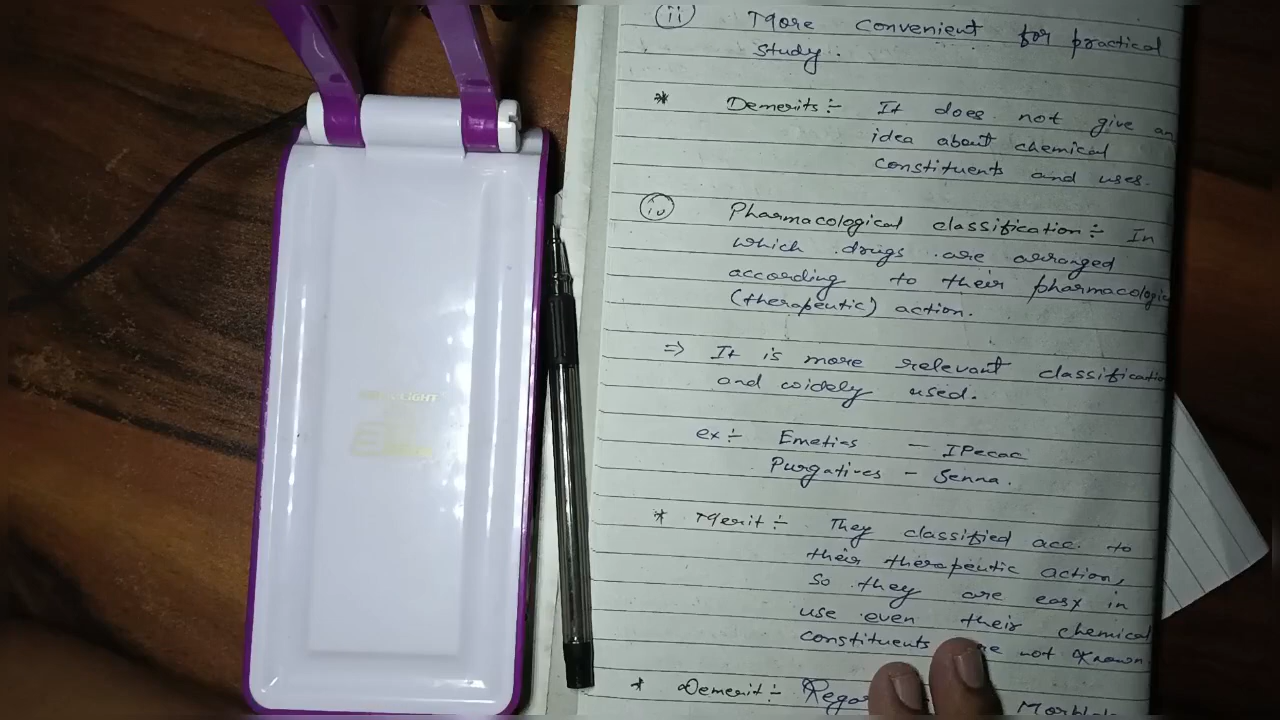 (ii) More convenient for practical
study.
* Demerits :- It does not give an
idea about chemical
constituents and uses.
(iv) Pharmacological classification :- In
which drugs are arranged
according to their pharmacologic
(therapeutic) action.
=> It is more relevant classification
and widely used.
ex :- Emetics - IPecac
Purgatives - Senna.
* Merit :- They classified acc. to
their therapeutic action,
so they are easy in
use even their chemical
constituents are not known
* Demerit :-